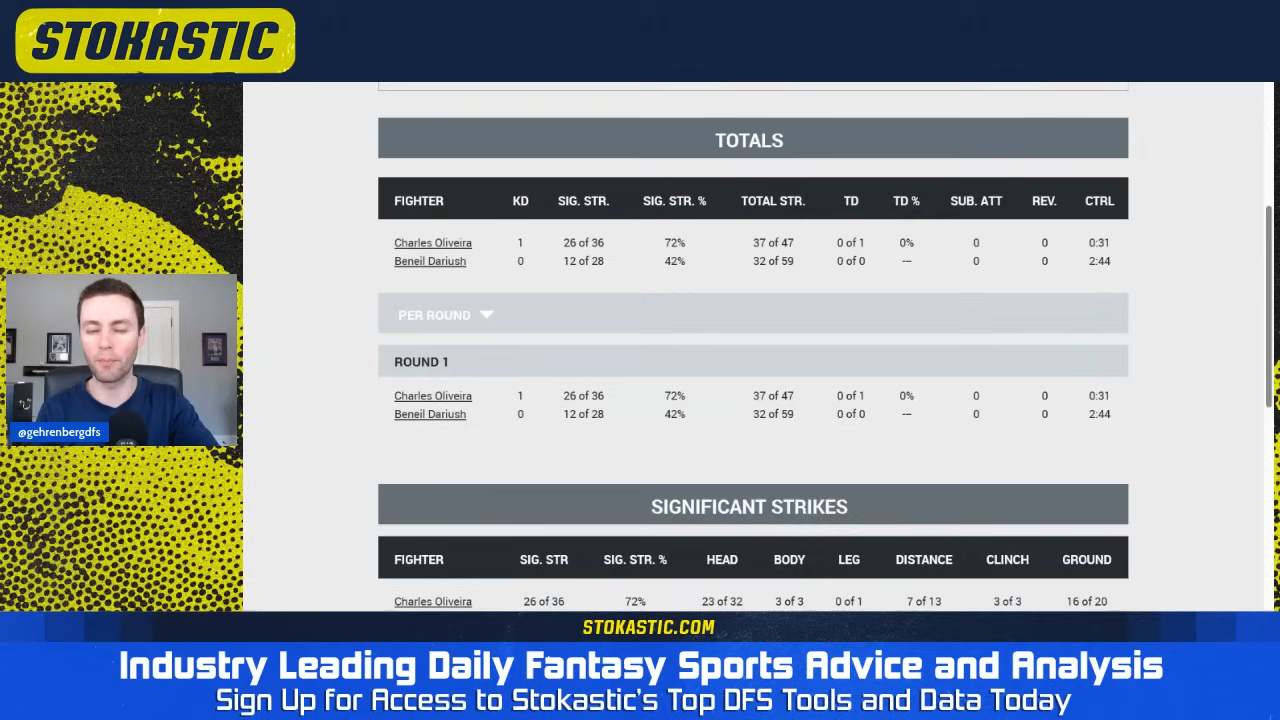 STOKASTIC
TOTALS
FIGHTER KD SIG. STR. SIG. STR. % TOTAL STR. TD TD % SUB. ATT REV. CTRL
Charles Oliveira 1 26 of 36 72% 37 of 47 0 of 1 0% 0 0 0:31
Beneil Dariush 0 12 of 28 42% 32 of 59 0 of 0 --- 0 0 2:44
PER ROUND
ROUND 1
Charles Oliveira 1 26 of 36 72% 37 of 47 0 of 1 0% 0 0 0:31
Beneil Dariush 0 12 of 28 42% 32 of 59 0 of 0 --- 0 0 2:44
@gehrenbergdfs
SIGNIFICANT STRIKES
FIGHTER SIG. STR SIG. STR. % HEAD BODY LEG DISTANCE CLINCH GROUND
Charles Oliveira 26 of 36 72% 23 of 32 3 of 3 0 of 1 7 of 13 3 of 3 16 of 20
STOKASTIC.COM
Industry Leading Daily Fantasy Sports Advice and Analysis
Sign Up for Access to Stokastic's Top DFS Tools and Data Today